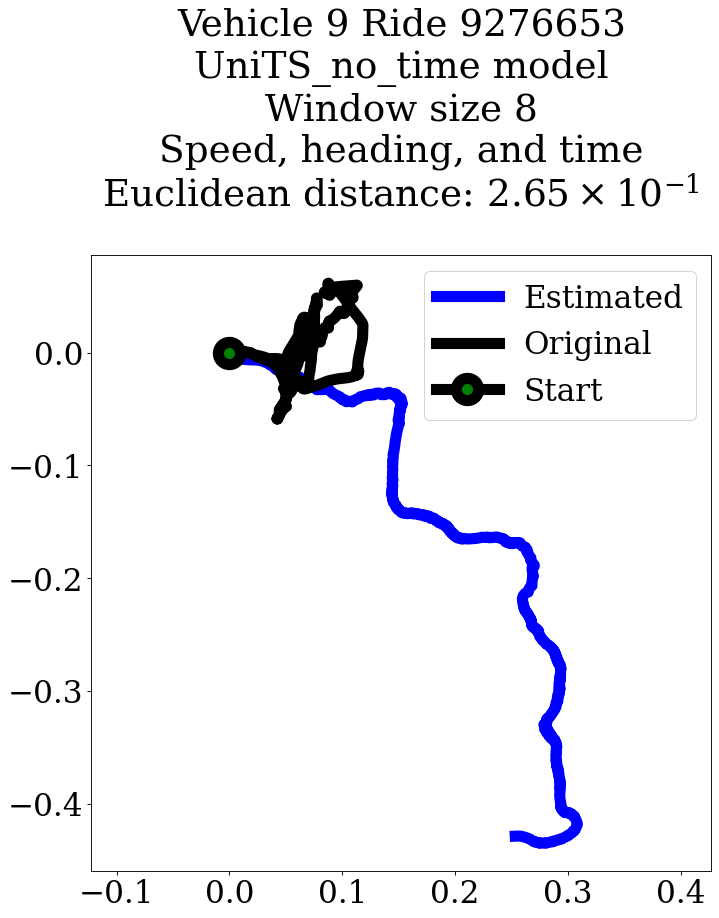 Vehicle 9 Ride 9276653
UniTS_no_time model
Window size 8
Speed, heading, and time
Euclidean distance: $2.65 \times 10^{-1}$
Estimated
Original
Start
0.0
−0.1
−0.2
−0.3
−0.4
−0.1 0.0 0.1 0.2 0.3 0.4